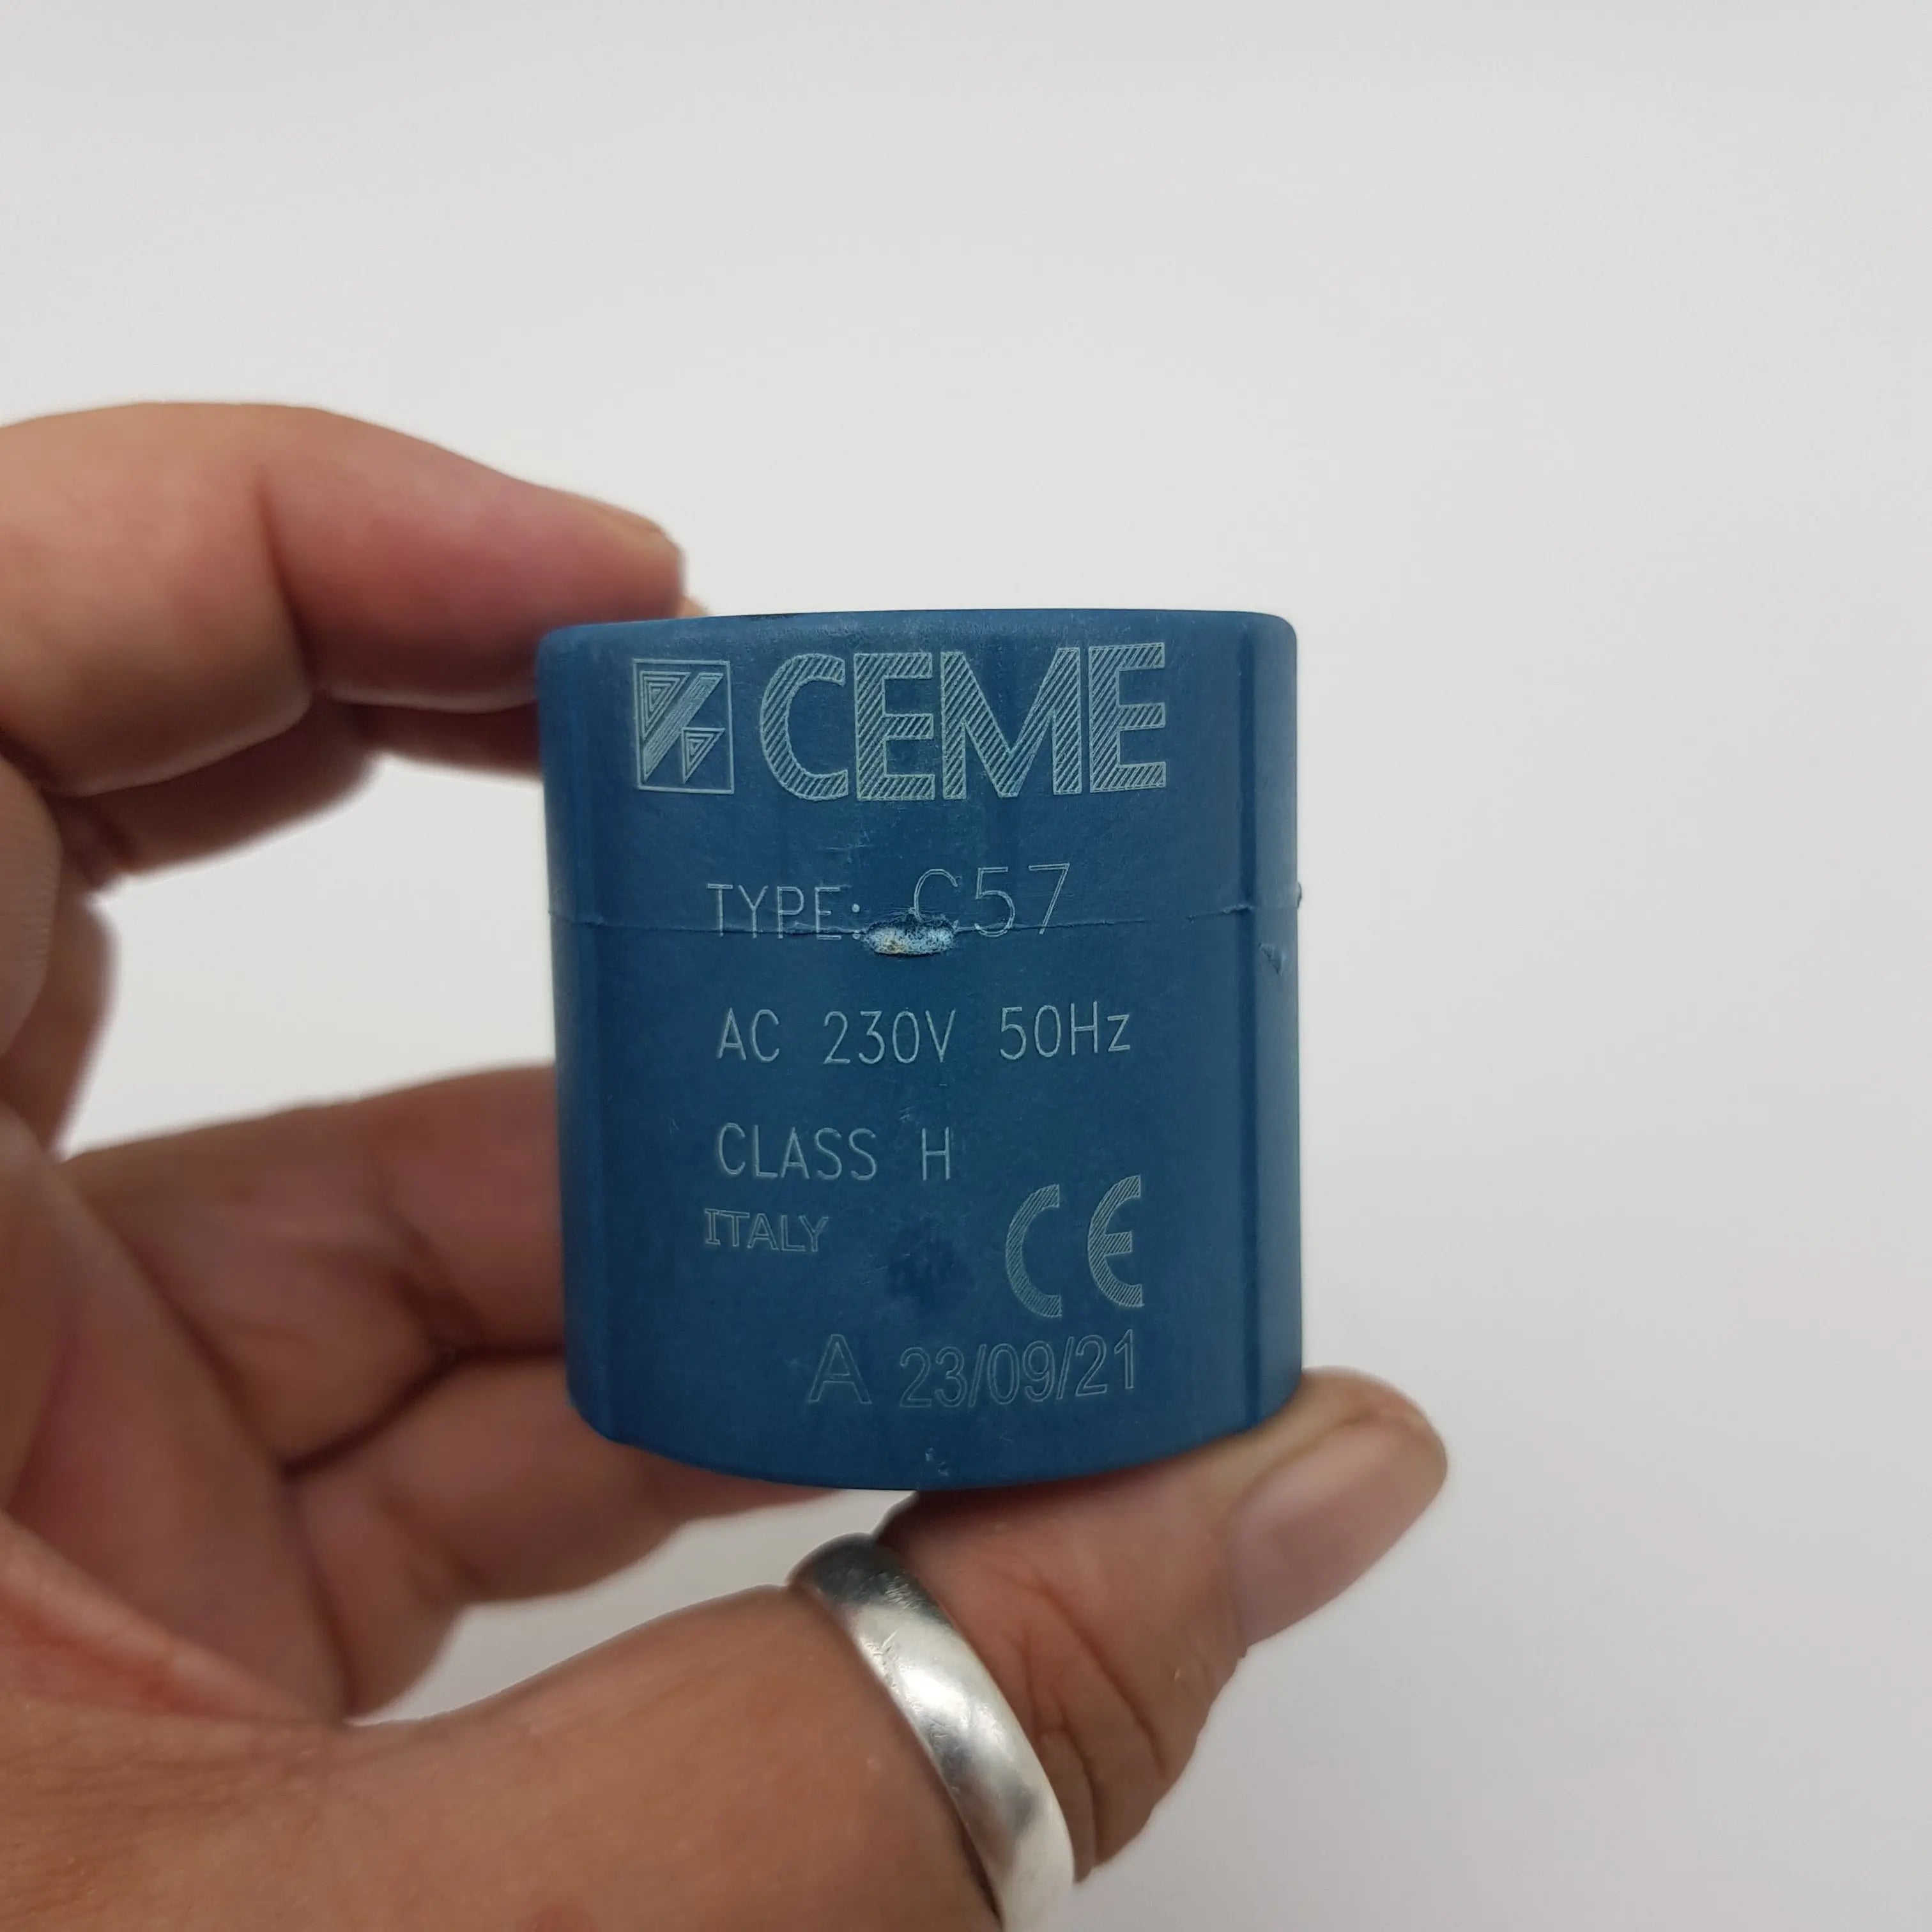 CEME
TYPE: C57
AC 230V 50Hz
CLASS H
ITALY CE
A 23/09/21